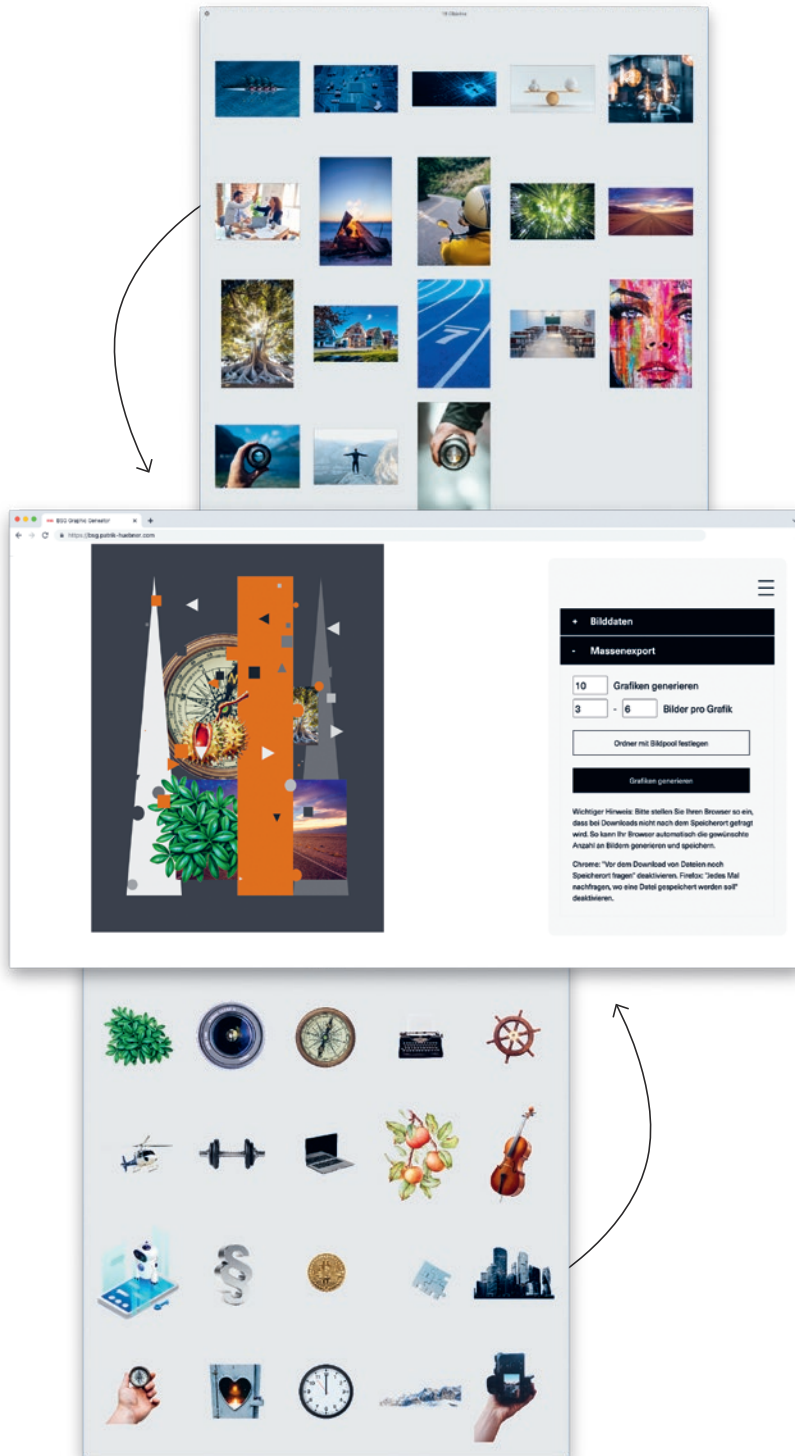 BSG Graphic Generator
https://bsg.patrik-huebner.com
+ Bilddaten
- Massenexport
10 Grafiken generieren
3 - 6 Bilder pro Grafik
Ordner mit Bildpool festlegen
Grafiken generieren
Wichtiger Hinweis: Bitte stellen Sie Ihren Browser so ein,
dass bei Downloads nicht nach dem Speicherort gefragt
wird. So kann Ihr Browser automatisch die gewünschte
Anzahl an Bildern generieren und speichern.
Chrome: "Vor dem Download von Dateien nach
Speicherort fragen" deaktivieren. Firefox: "Jedes Mal
nachfragen, wo eine Datei gespeichert werden soll"
deaktivieren.